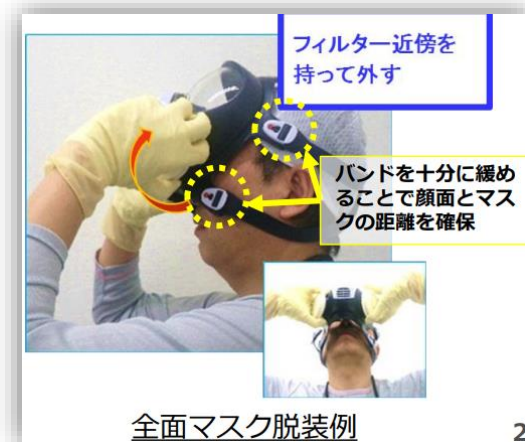 フィルター近傍を
持って外す
バンドを十分に緩め
ることで顔面とマス
クの距離を確保
全面マスク脱装例
2